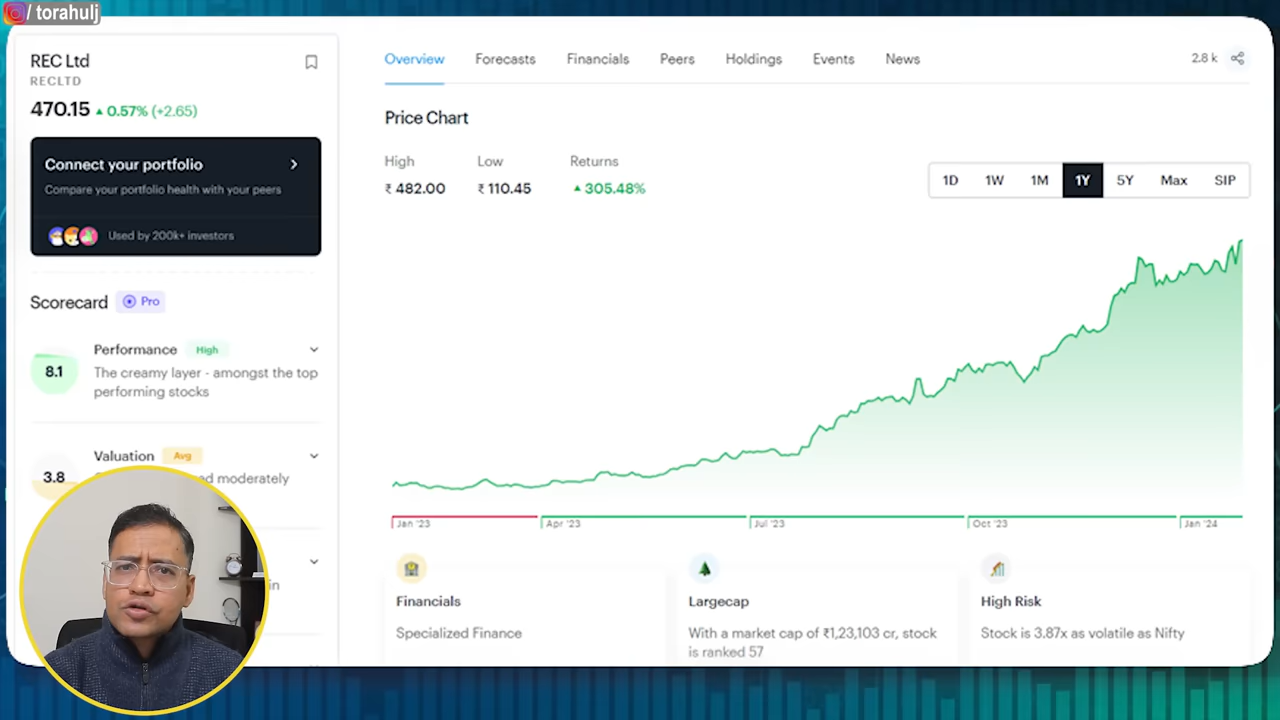 / torahulj
REC Ltd
RECLTD
470.15 ▲ 0.57% (+2.65)
Connect your portfolio
Compare your portfolio health with your peers
Used by 200k+ investors
Scorecard Pro
Performance High
8.1
The creamy layer - amongst the top
performing stocks
Valuation Avg
3.8
moderately
in
Overview Forecasts Financials Peers Holdings Events News
2.8 k
Price Chart
High Low Returns
₹ 482.00 ₹ 110.45 ▲ 305.48%
1D 1W 1M 1Y 5Y Max SIP
Jan '23 Apr '23 Jul '23 Oct '23 Jan '24
Financials
Specialized Finance
Largecap
With a market cap of ₹1,23,103 cr, stock
is ranked 57
High Risk
Stock is 3.87x as volatile as Nifty